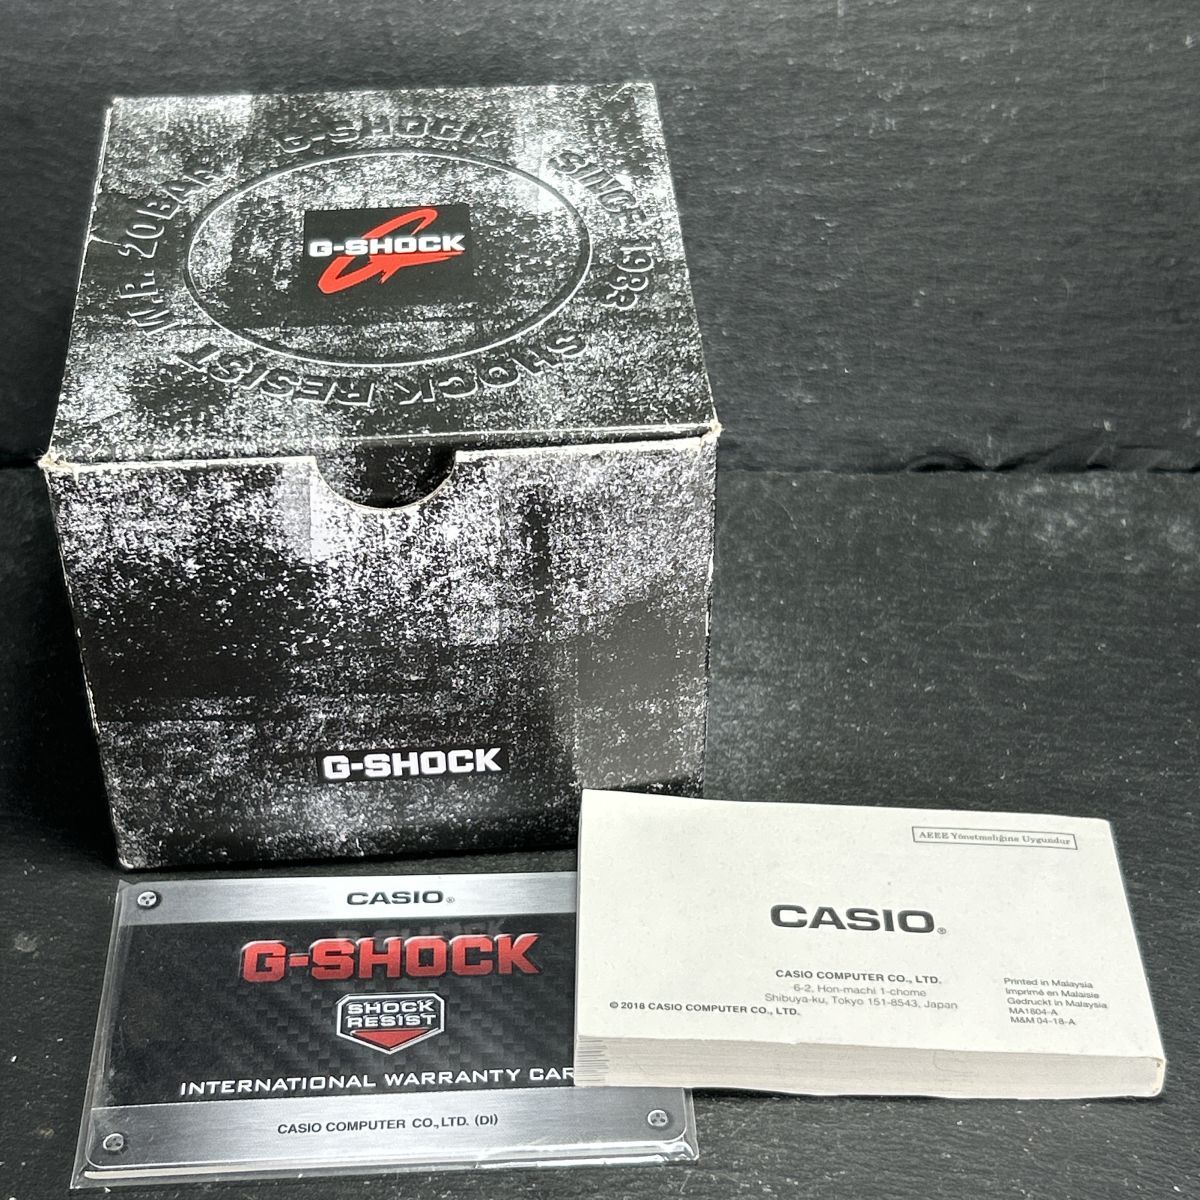 G-SHOCK
SINCE 1983
SHOCK RESIST
W.R. 20BAR
G-SHOCK
G-SHOCK
CASIO®
G-SHOCK
SHOCK
RESIST
INTERNATIONAL WARRANTY CAR
CASIO COMPUTER CO.,LTD. (DI)
AEEE Yönetmeliğine Uygundur
CASIO®
CASIO COMPUTER CO., LTD.
6-2, Hon-machi 1-chome
Shibuya-ku, Tokyo 151-8543, Japan
© 2018 CASIO COMPUTER CO., LTD.
Printed in Malaysia
Imprimé en Malaisie
Gedruckt in Malaysia
MA1804-A
M&M 04-18-A